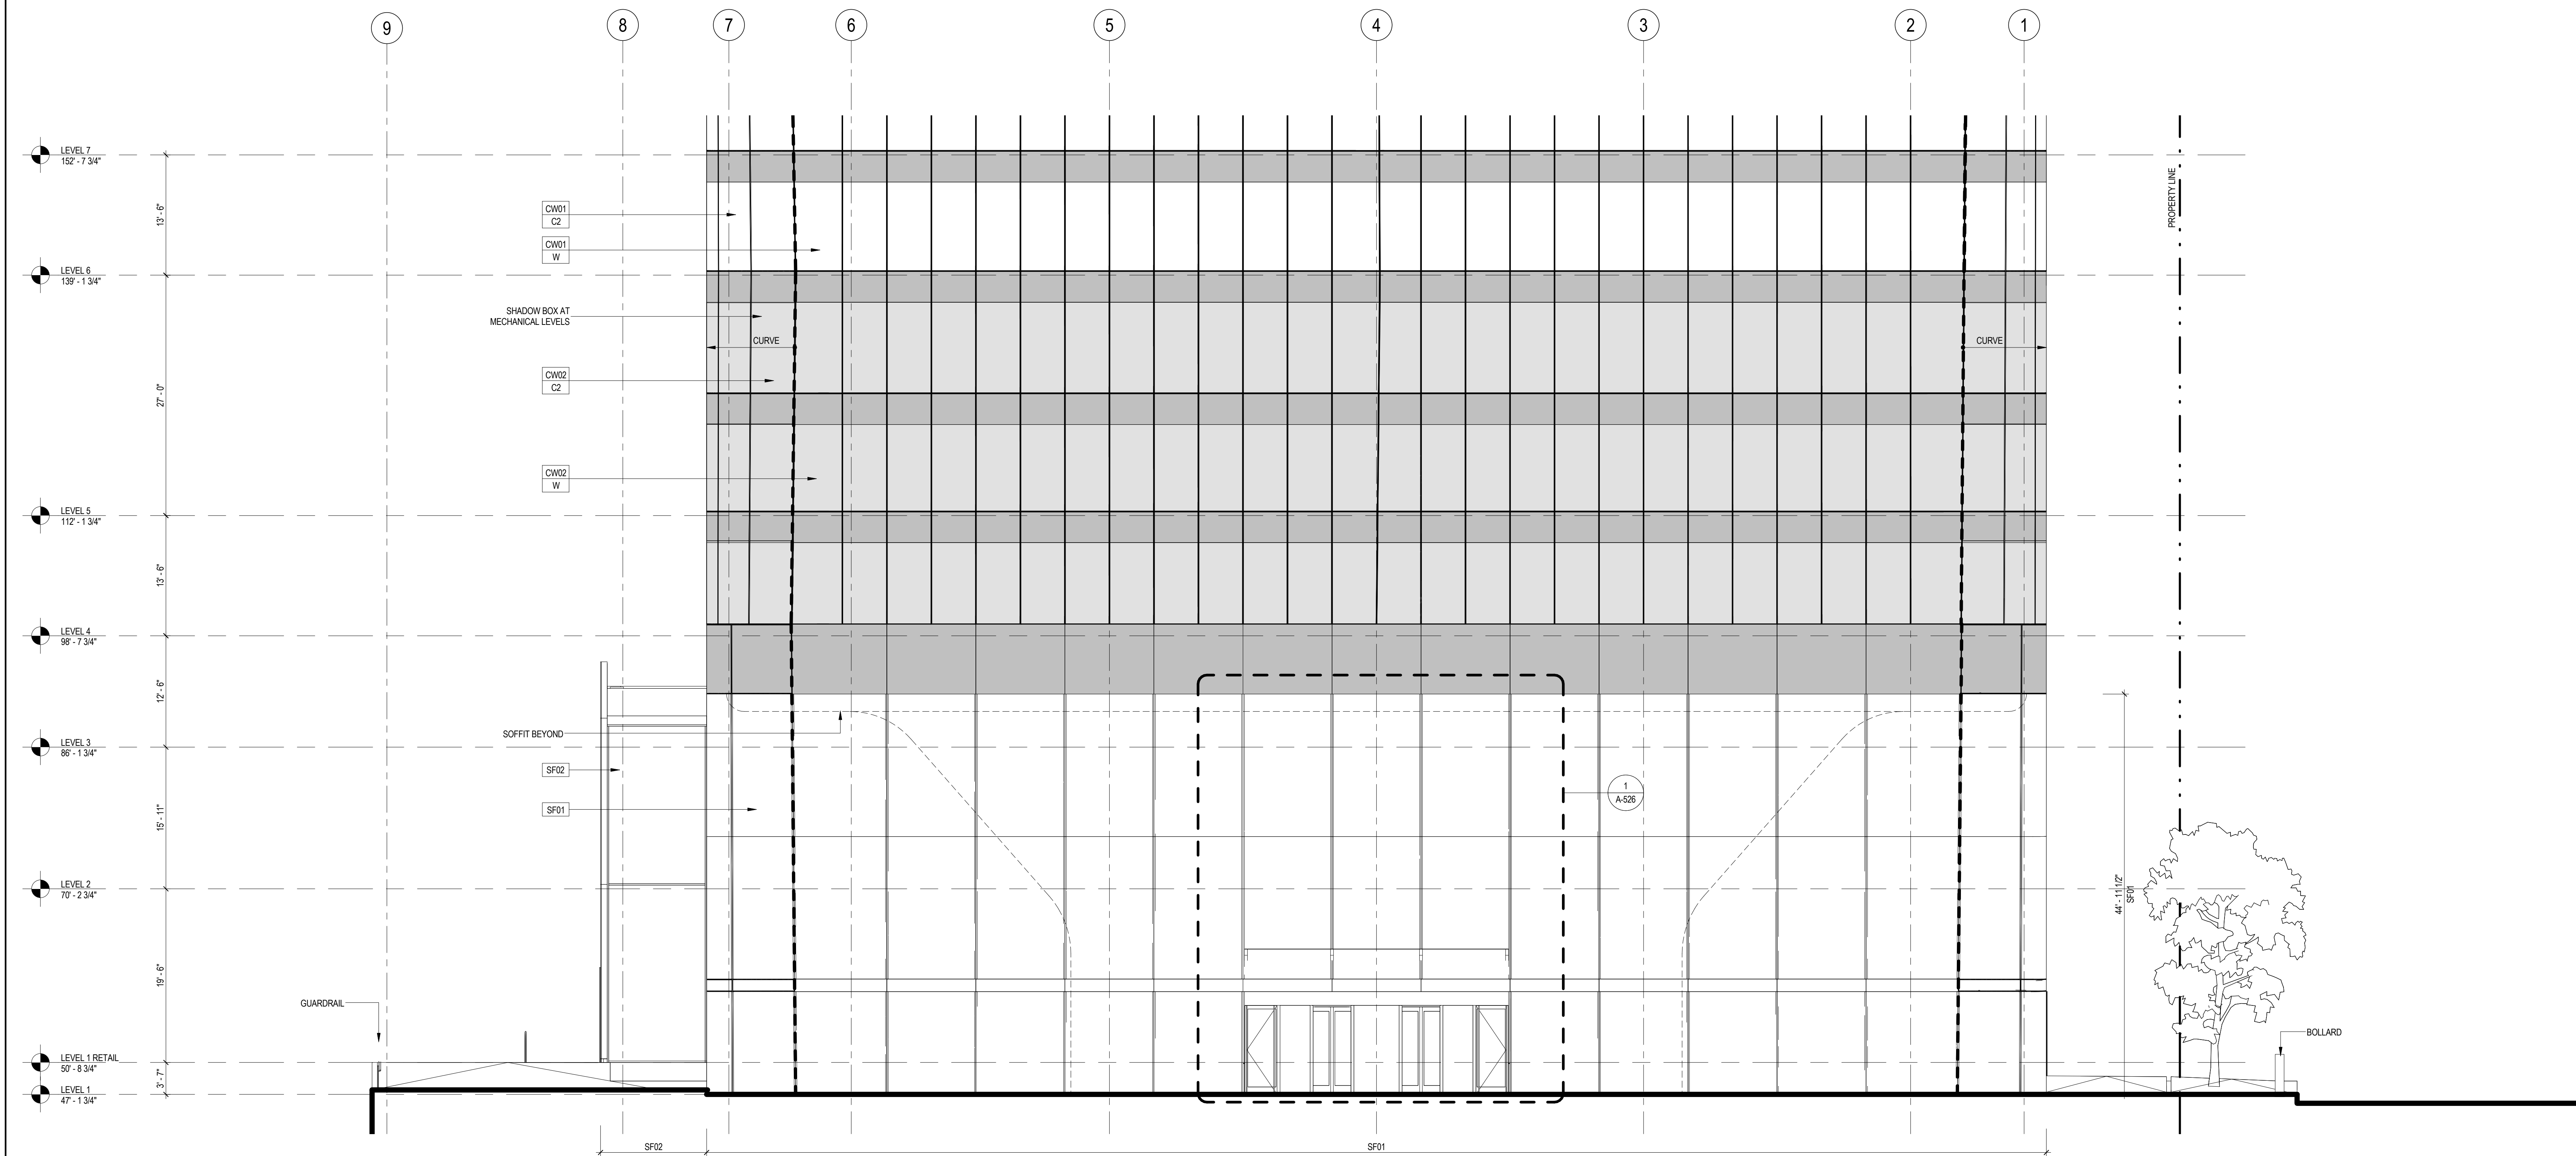 9 8 7 6 5 4 3 2 1
LEVEL 7
152' - 7 3/4"
PROPERTY LINE
13' - 6"
CW01
C2
CW01
W
LEVEL 6
139' - 1 3/4"
SHADOW BOX AT
MECHANICAL LEVELS
CURVE
CURVE
CW02
C2
27' - 0"
CW02
W
LEVEL 5
112' - 1 3/4"
13' - 6"
LEVEL 4
98' - 7 3/4"
12' - 6"
SOFFIT BEYOND
LEVEL 3
86' - 1 3/4"
SF02
1
A-526
SF01
15' - 11"
LEVEL 2
70' - 2 3/4"
44' - 11 1/2"
SF01
19' - 6"
GUARDRAIL
BOLLARD
LEVEL 1 RETAIL
50' - 8 3/4"
3' - 7"
LEVEL 1
47' - 1 3/4"
SF02
SF01